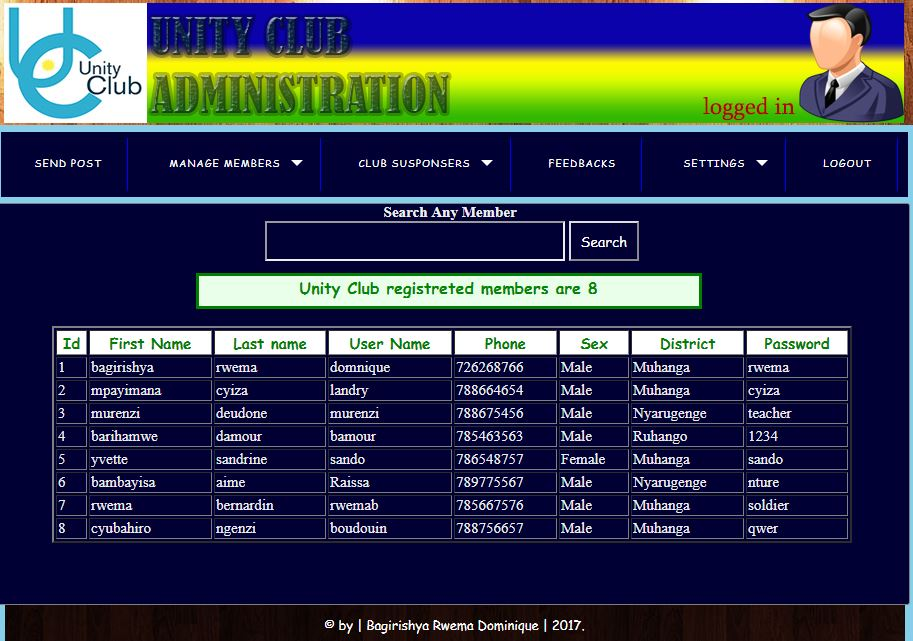 Unity
Club
UNITY CLUB
ADMINISTRATION
logged in
SEND POST MANAGE MEMBERS CLUB SUSPONSERS FEEDBACKS SETTINGS LOGOUT
Search Any Member
Search
Unity Club registreted members are 8
Id First Name Last name User Name Phone Sex District Password
1 bagirishya rwema domnique 726268766 Male Muhanga rwema
2 mpayimana cyiza landry 788664654 Male Muhanga cyiza
3 murenzi deudone murenzi 788675456 Male Nyarugenge teacher
4 barihamwe damour bamour 785463563 Male Ruhango 1234
5 yvette sandrine sando 786548757 Female Muhanga sando
6 bambayisa aime Raissa 789775567 Male Nyarugenge nture
7 rwema bernardin rwemab 785667576 Male Muhanga soldier
8 cyubahiro ngenzi boudouin 788756657 Male Muhanga qwer
© by | Bagirishya Rwema Dominique | 2017.